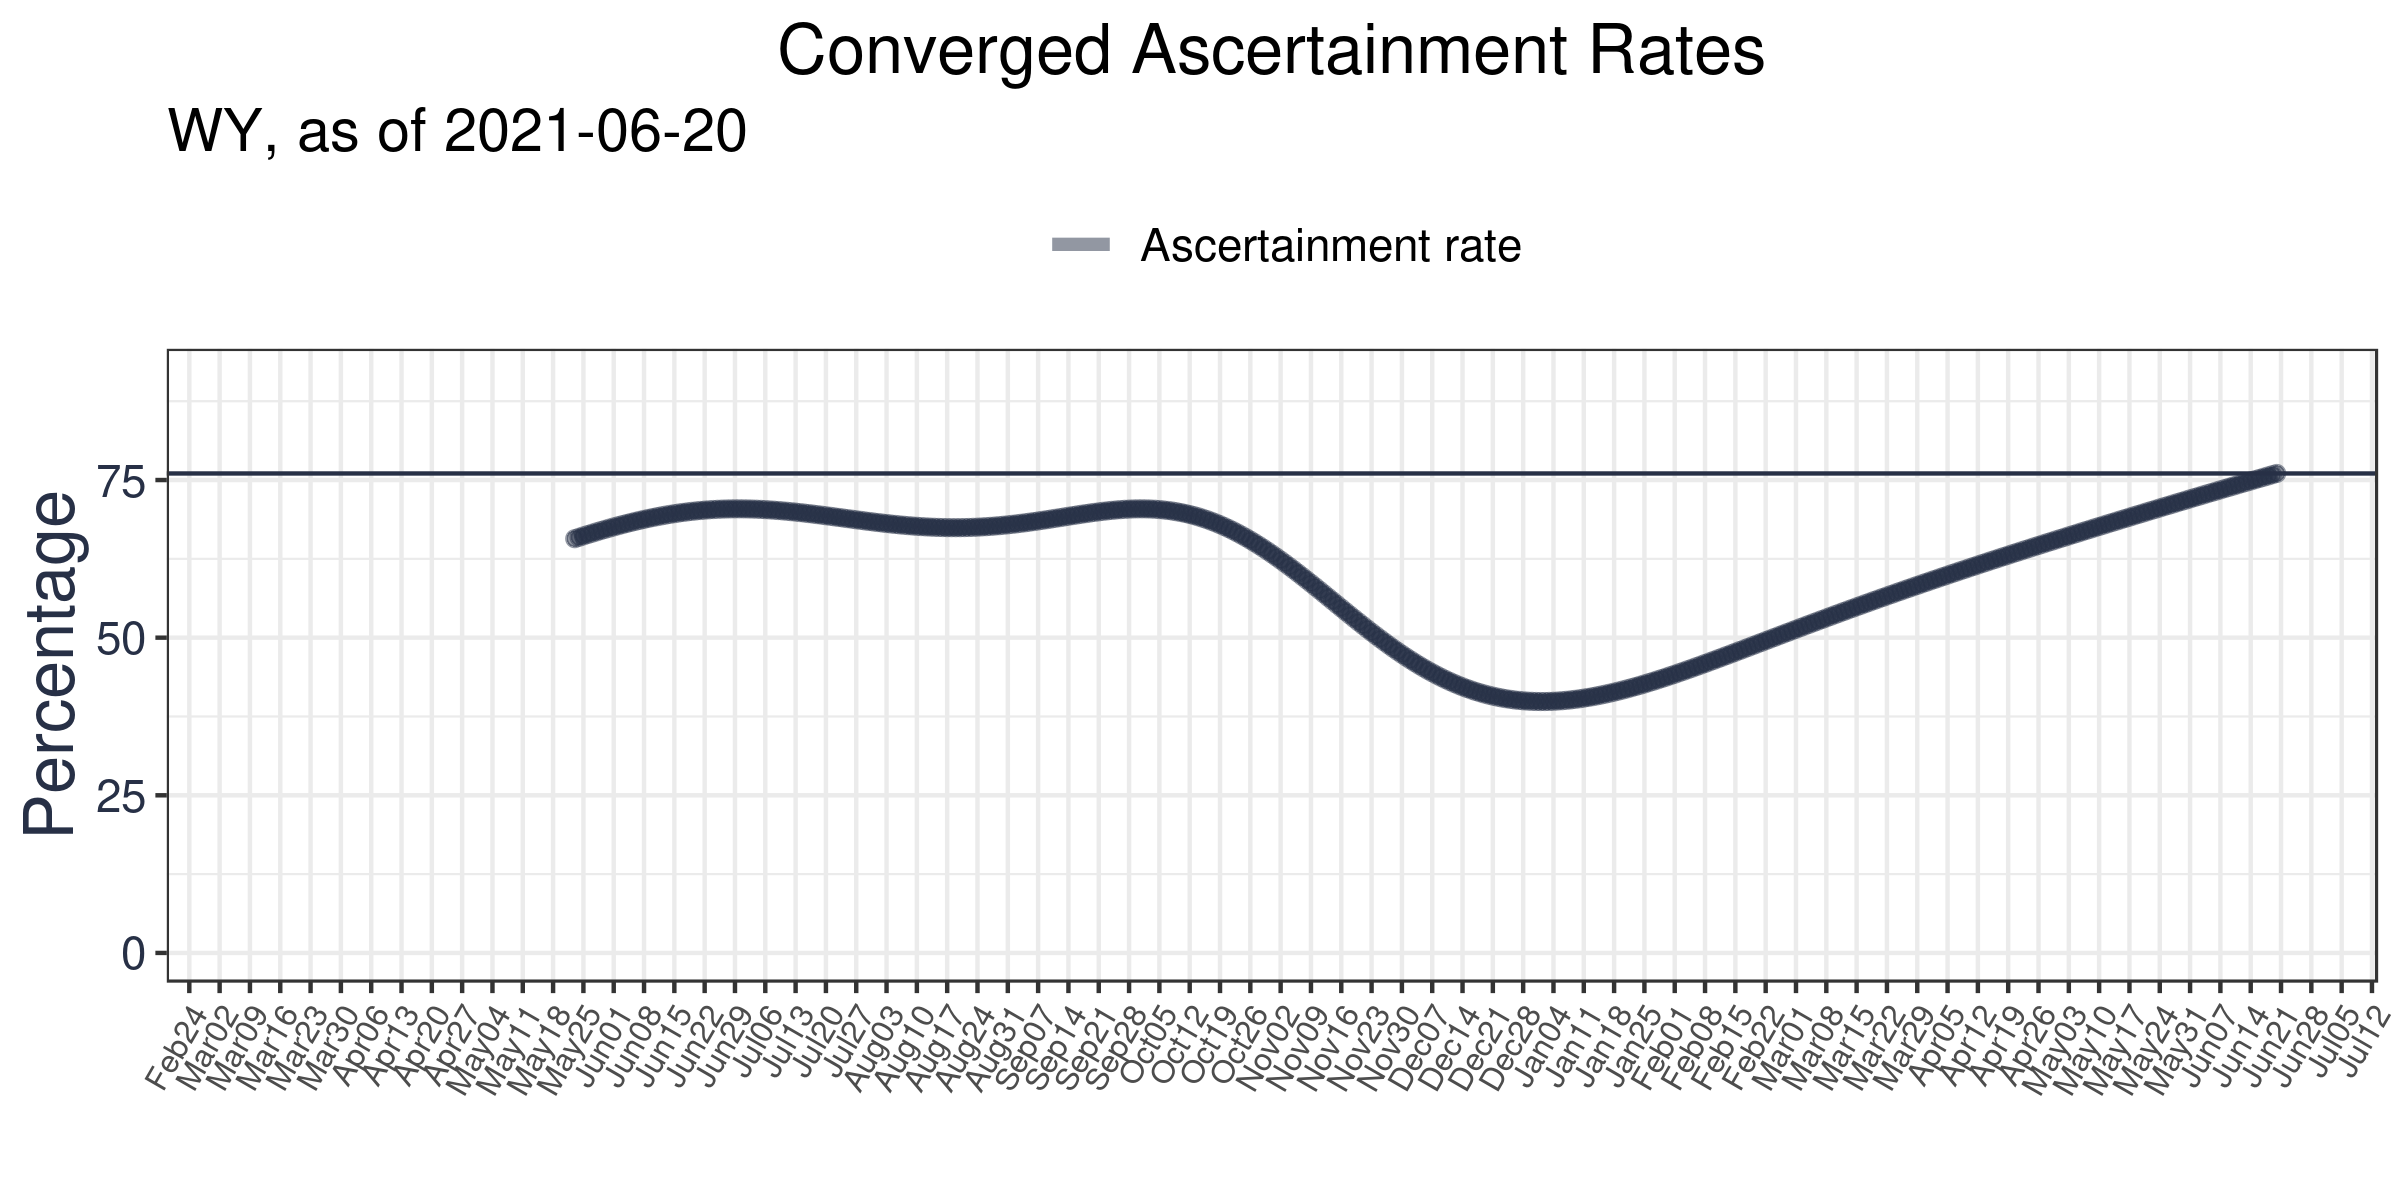 Converged Ascertainment Rates
WY, as of 2021-06-20
Ascertainment rate
Percentage
75
50
25
0
Feb24
Mar02
Mar09
Mar16
Mar23
Mar30
Apr06
Apr13
Apr20
Apr27
May04
May11
May18
May25
Jun01
Jun08
Jun15
Jun22
Jun29
Jul06
Jul13
Jul20
Jul27
Aug03
Aug10
Aug17
Aug24
Aug31
Sep07
Sep14
Sep21
Sep28
Oct05
Oct12
Oct19
Oct26
Nov02
Nov09
Nov16
Nov23
Nov30
Dec07
Dec14
Dec21
Dec28
Jan04
Jan11
Jan18
Jan25
Feb01
Feb08
Feb15
Feb22
Mar01
Mar08
Mar15
Mar22
Mar29
Apr05
Apr12
Apr19
Apr26
May03
May10
May17
May24
May31
Jun07
Jun14
Jun21
Jun28
Jul05
Jul12